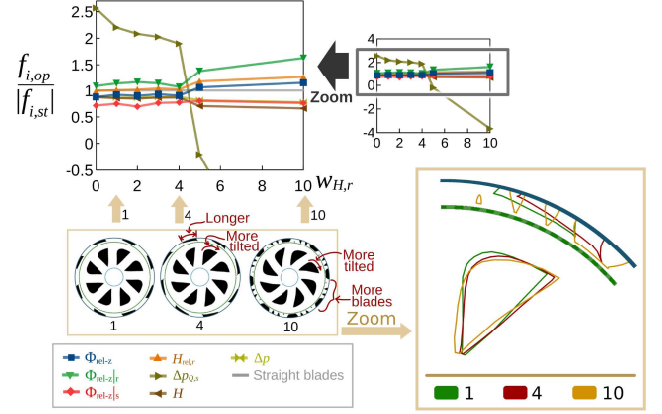 f_{i,op}
|f_{i,st}|
2.5
2
1.5
1
0.5
0
-0.5
0 2 4 6 8 10 w_{H,r}
Zoom
4
2
0
-2
-4
0 2 4 6 8 10
1
4
10
Longer
More
tilted
More
tilted
More
blades
1
4
10
Zoom
1 4 10
Φ_{rel-z}
Φ_{rel-z}|_r
Φ_{rel-z}|_s
H_{rel,r}
Δp_{Q,s}
H
Δp
Straight blades